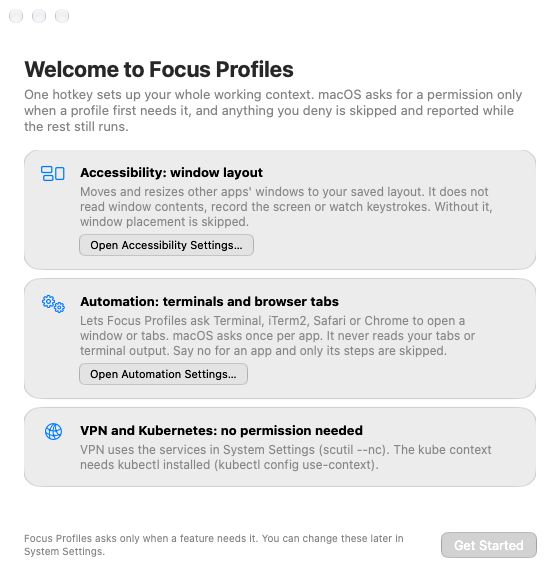 Welcome to Focus Profiles
One hotkey sets up your whole working context. macOS asks for a permission only
when a profile first needs it, and anything you deny is skipped and reported while
the rest still runs.
Accessibility: window layout
Moves and resizes other apps' windows to your saved layout. It does not
read window contents, record the screen or watch keystrokes. Without it,
window placement is skipped.
Open Accessibility Settings...
Automation: terminals and browser tabs
Lets Focus Profiles ask Terminal, iTerm2, Safari or Chrome to open a
window or tabs. macOS asks once per app. It never reads your tabs or
terminal output. Say no for an app and only its steps are skipped.
Open Automation Settings...
VPN and Kubernetes: no permission needed
VPN uses the services in System Settings (scutil --nc). The kube context
needs kubectl installed (kubectl config use-context).
Focus Profiles asks only when a feature needs it. You can change these later in
System Settings.
Get Started